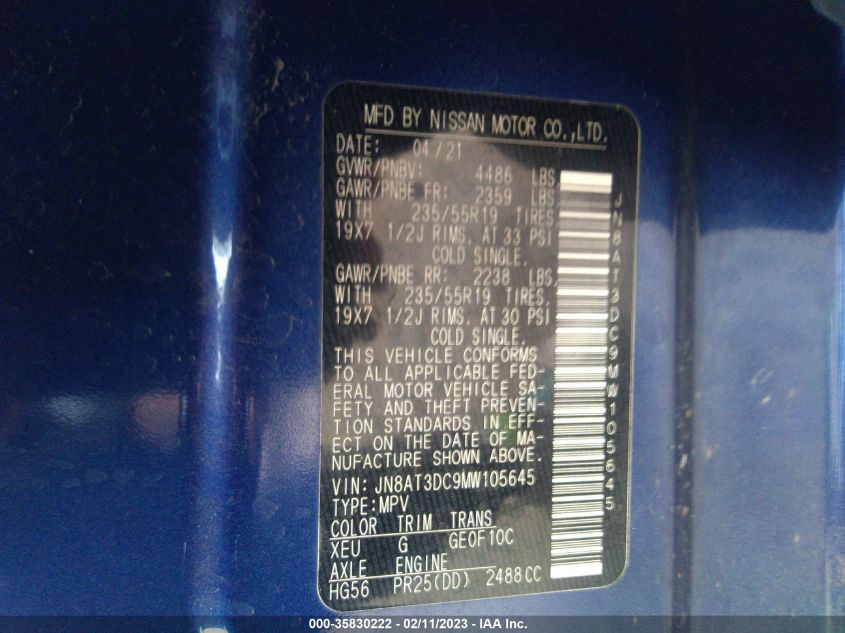 MFD BY NISSAN MOTOR CO.,LTD.
DATE: 04/21
GVWR/PNBV: 4486 LBS
GAWR/PNBE FR: 2359 LBS
WITH 235/55R19 TIRES,
19X7 1/2J RIMS, AT 33 PSI
COLD SINGLE.
GAWR/PNBE RR: 2238 LBS,
WITH 235/55R19 TIRES,
19X7 1/2J RIMS, AT 30 PSI
COLD SINGLE.
THIS VEHICLE CONFORMS
TO ALL APPLICABLE FED-
ERAL MOTOR VEHICLE SA-
FETY AND THEFT PREVEN-
TION STANDARDS IN EFF-
ECT ON THE DATE OF MA-
NUFACTURE SHOWN ABOVE.
VIN: JN8AT3DC9MW105645
TYPE:MPV
COLOR TRIM TRANS
XEU G GE0F10C
AXLE ENGINE
HG56 PR25(DD) 2488CC
JN8AT3DC9MW105645
000-35830222 - 02/11/2023 - IAA Inc.